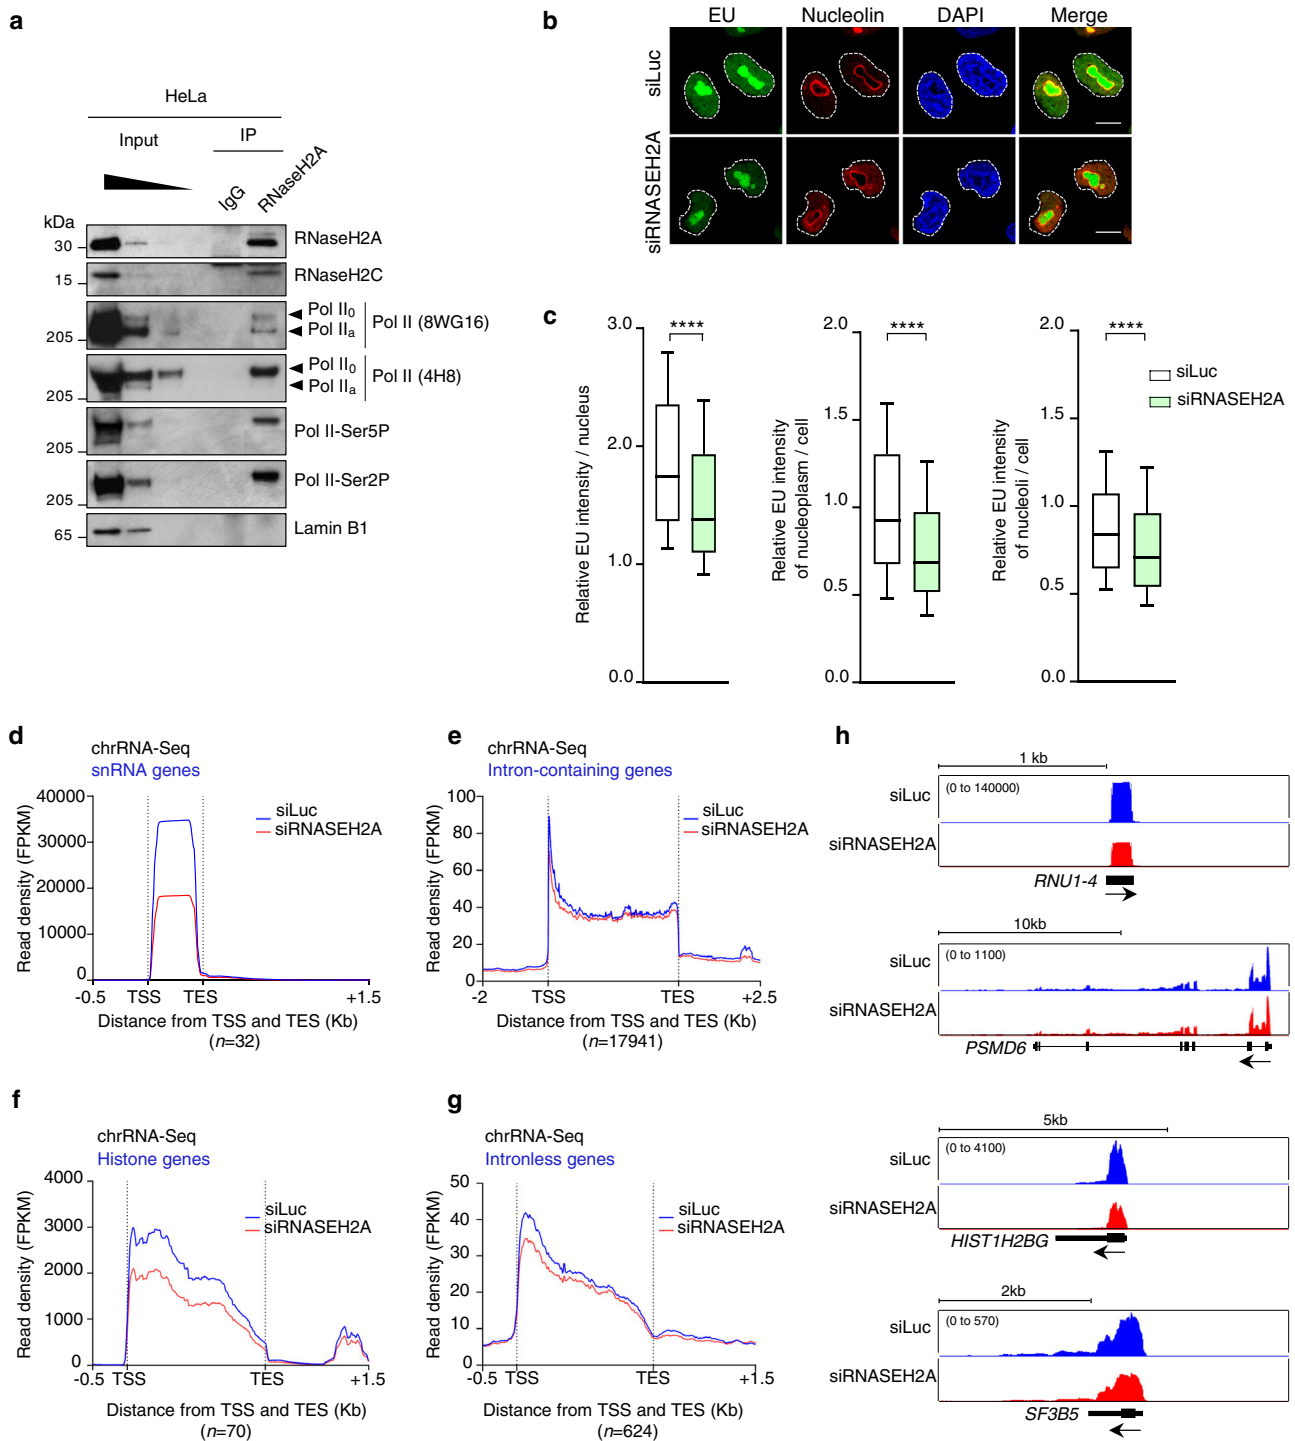 a
HeLa
Input
IP
IgG
RNaseH2A
kDa
30
RNaseH2A
15
RNaseH2C
205
Pol II0
Pol IIa
Pol II (8WG16)
205
Pol II0
Pol IIa
Pol II (4H8)
205
Pol II-Ser5P
205
Pol II-Ser2P
65
Lamin B1
b
EU Nucleolin DAPI Merge
siLuc
siRNASEH2A
c
Relative EU intensity / nucleus
3.0
2.0
1.0
0.0
****
Relative EU intensity
of nucleoplasm / cell
2.0
1.5
1.0
0.5
0.0
****
Relative EU intensity
of nucleoli / cell
2.0
1.5
1.0
0.5
0.0
****
siLuc
siRNASEH2A
d
chrRNA-Seq
snRNA genes
Read density (FPKM)
40000
30000
20000
10000
0
siLuc
siRNASEH2A
-0.5 TSS TES +1.5
Distance from TSS and TES (Kb)
(n=32)
e
chrRNA-Seq
Intron-containing genes
Read density (FPKM)
100
80
60
40
20
0
siLuc
siRNASEH2A
-2 TSS TES +2.5
Distance from TSS and TES (Kb)
(n=17941)
f
chrRNA-Seq
Histone genes
Read density (FPKM)
4000
3000
2000
1000
0
siLuc
siRNASEH2A
-0.5 TSS TES +1.5
Distance from TSS and TES (Kb)
(n=70)
g
chrRNA-Seq
Intronless genes
Read density (FPKM)
50
40
30
20
10
0
siLuc
siRNASEH2A
-0.5 TSS TES +1.5
Distance from TSS and TES (Kb)
(n=624)
h
1 kb
siLuc
(0 to 140000)
siRNASEH2A
RNU1-4
10kb
siLuc
(0 to 1100)
siRNASEH2A
PSMD6
5kb
siLuc
(0 to 4100)
siRNASEH2A
HIST1H2BG
2kb
siLuc
(0 to 570)
siRNASEH2A
SF3B5